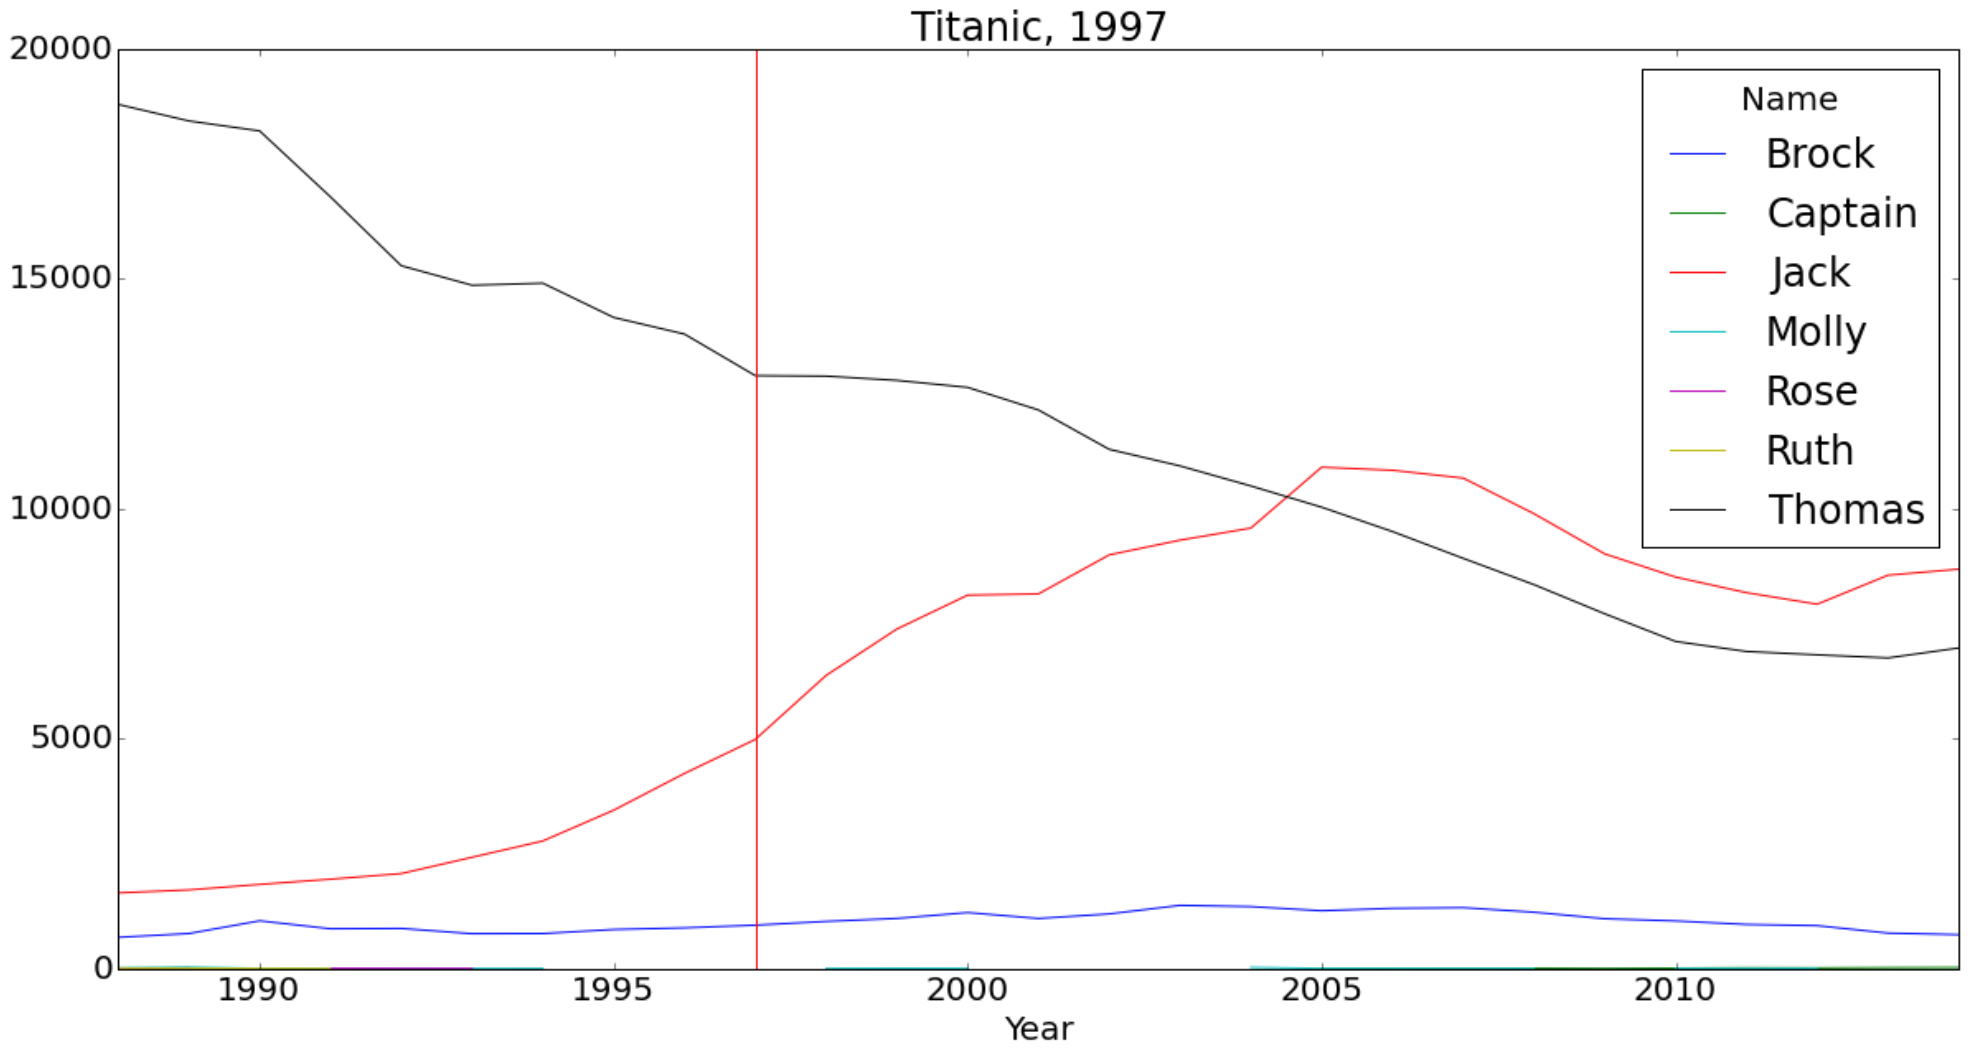 Titanic, 1997
20000
15000
10000
5000
0
Name
Brock
Captain
Jack
Molly
Rose
Ruth
Thomas
1990 1995 2000 2005 2010
Year